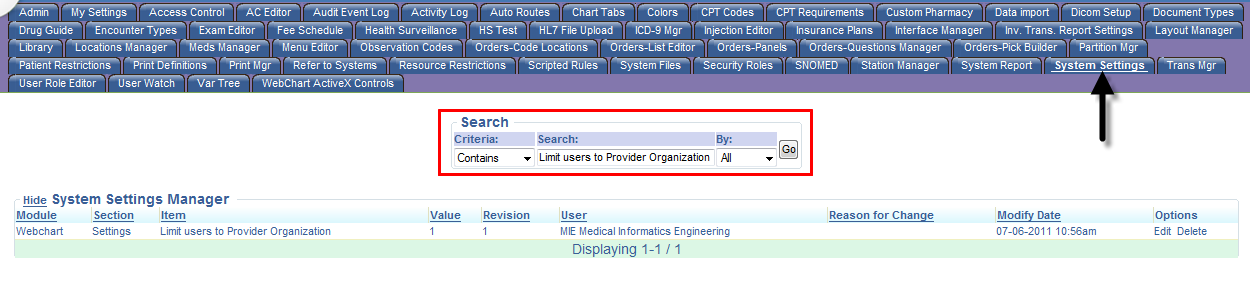 Admin My Settings Access Control AC Editor Audit Event Log Activity Log Auto Routes Chart Tabs Colors CPT Codes CPT Requirements Custom Pharmacy Data import Dicom Setup Document Types
Drug Guide Encounter Types Exam Editor Fee Schedule Health Surveillance HS Test HL7 File Upload ICD-9 Mgr Injection Editor Insurance Plans Interface Manager Inv. Trans. Report Settings Layout Manager
Library Locations Manager Meds Manager Menu Editor Observation Codes Orders-Code Locations Orders-List Editor Orders-Panels Orders-Questions Manager Orders-Pick Builder Partition Mgr
Patient Restrictions Print Definitions Print Mgr Refer to Systems Resource Restrictions Scripted Rules System Files Security Roles SNOMED Station Manager System Report System Settings Trans Mgr
User Role Editor User Watch Var Tree WebChart ActiveX Controls
Search
Criteria: Search: By:
Contains Limit users to Provider Organization All Go
Hide System Settings Manager
Module Section Item Value Revision User Reason for Change Modify Date Options
Webchart Settings Limit users to Provider Organization 1 1 MIE Medical Informatics Engineering 07-06-2011 10:56am Edit Delete
Displaying 1-1 / 1